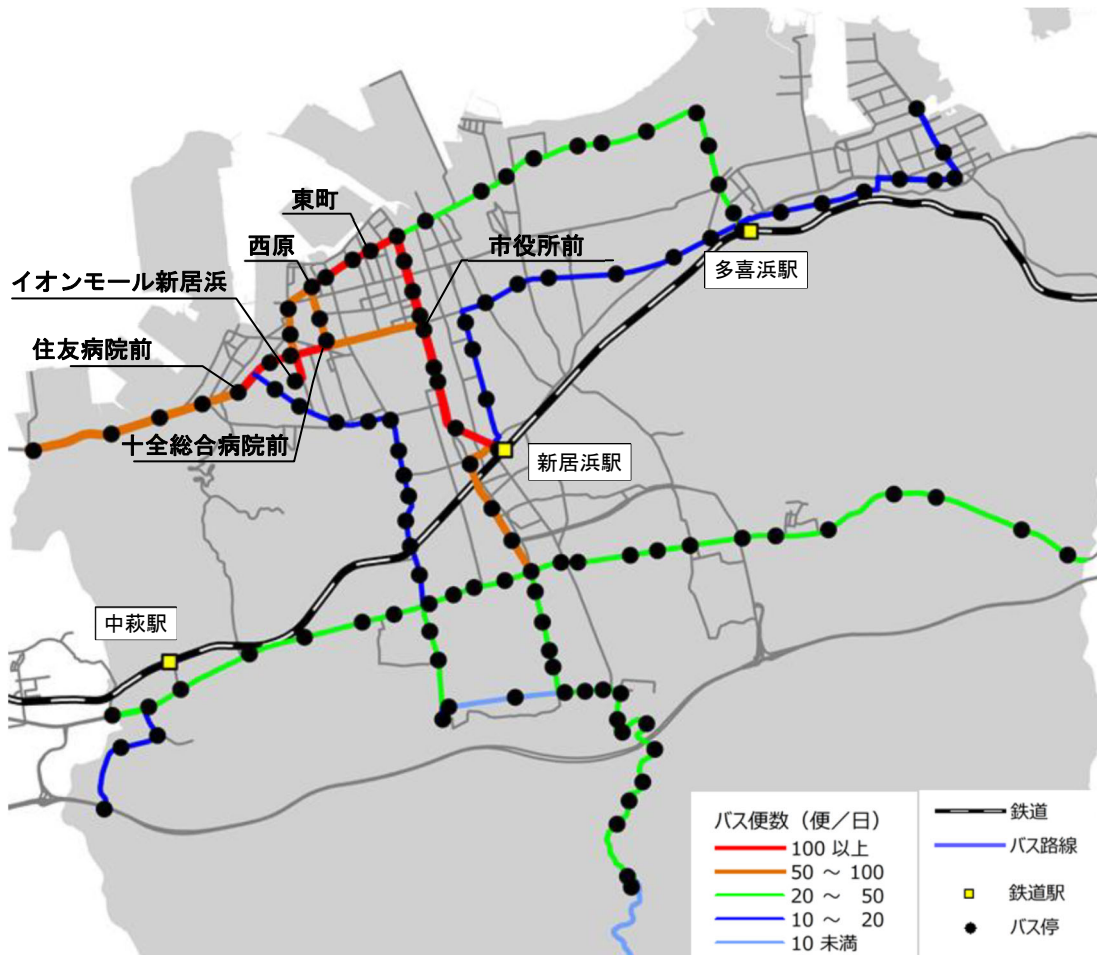 東町
西原
市役所前
イオンモール新居浜
多喜浜駅
住友病院前
十全総合病院前
新居浜駅
中萩駅
バス便数（便／日）
100 以上
50 ～ 100
20 ～ 50
10 ～ 20
10 未満
鉄道
バス路線
鉄道駅
バス停